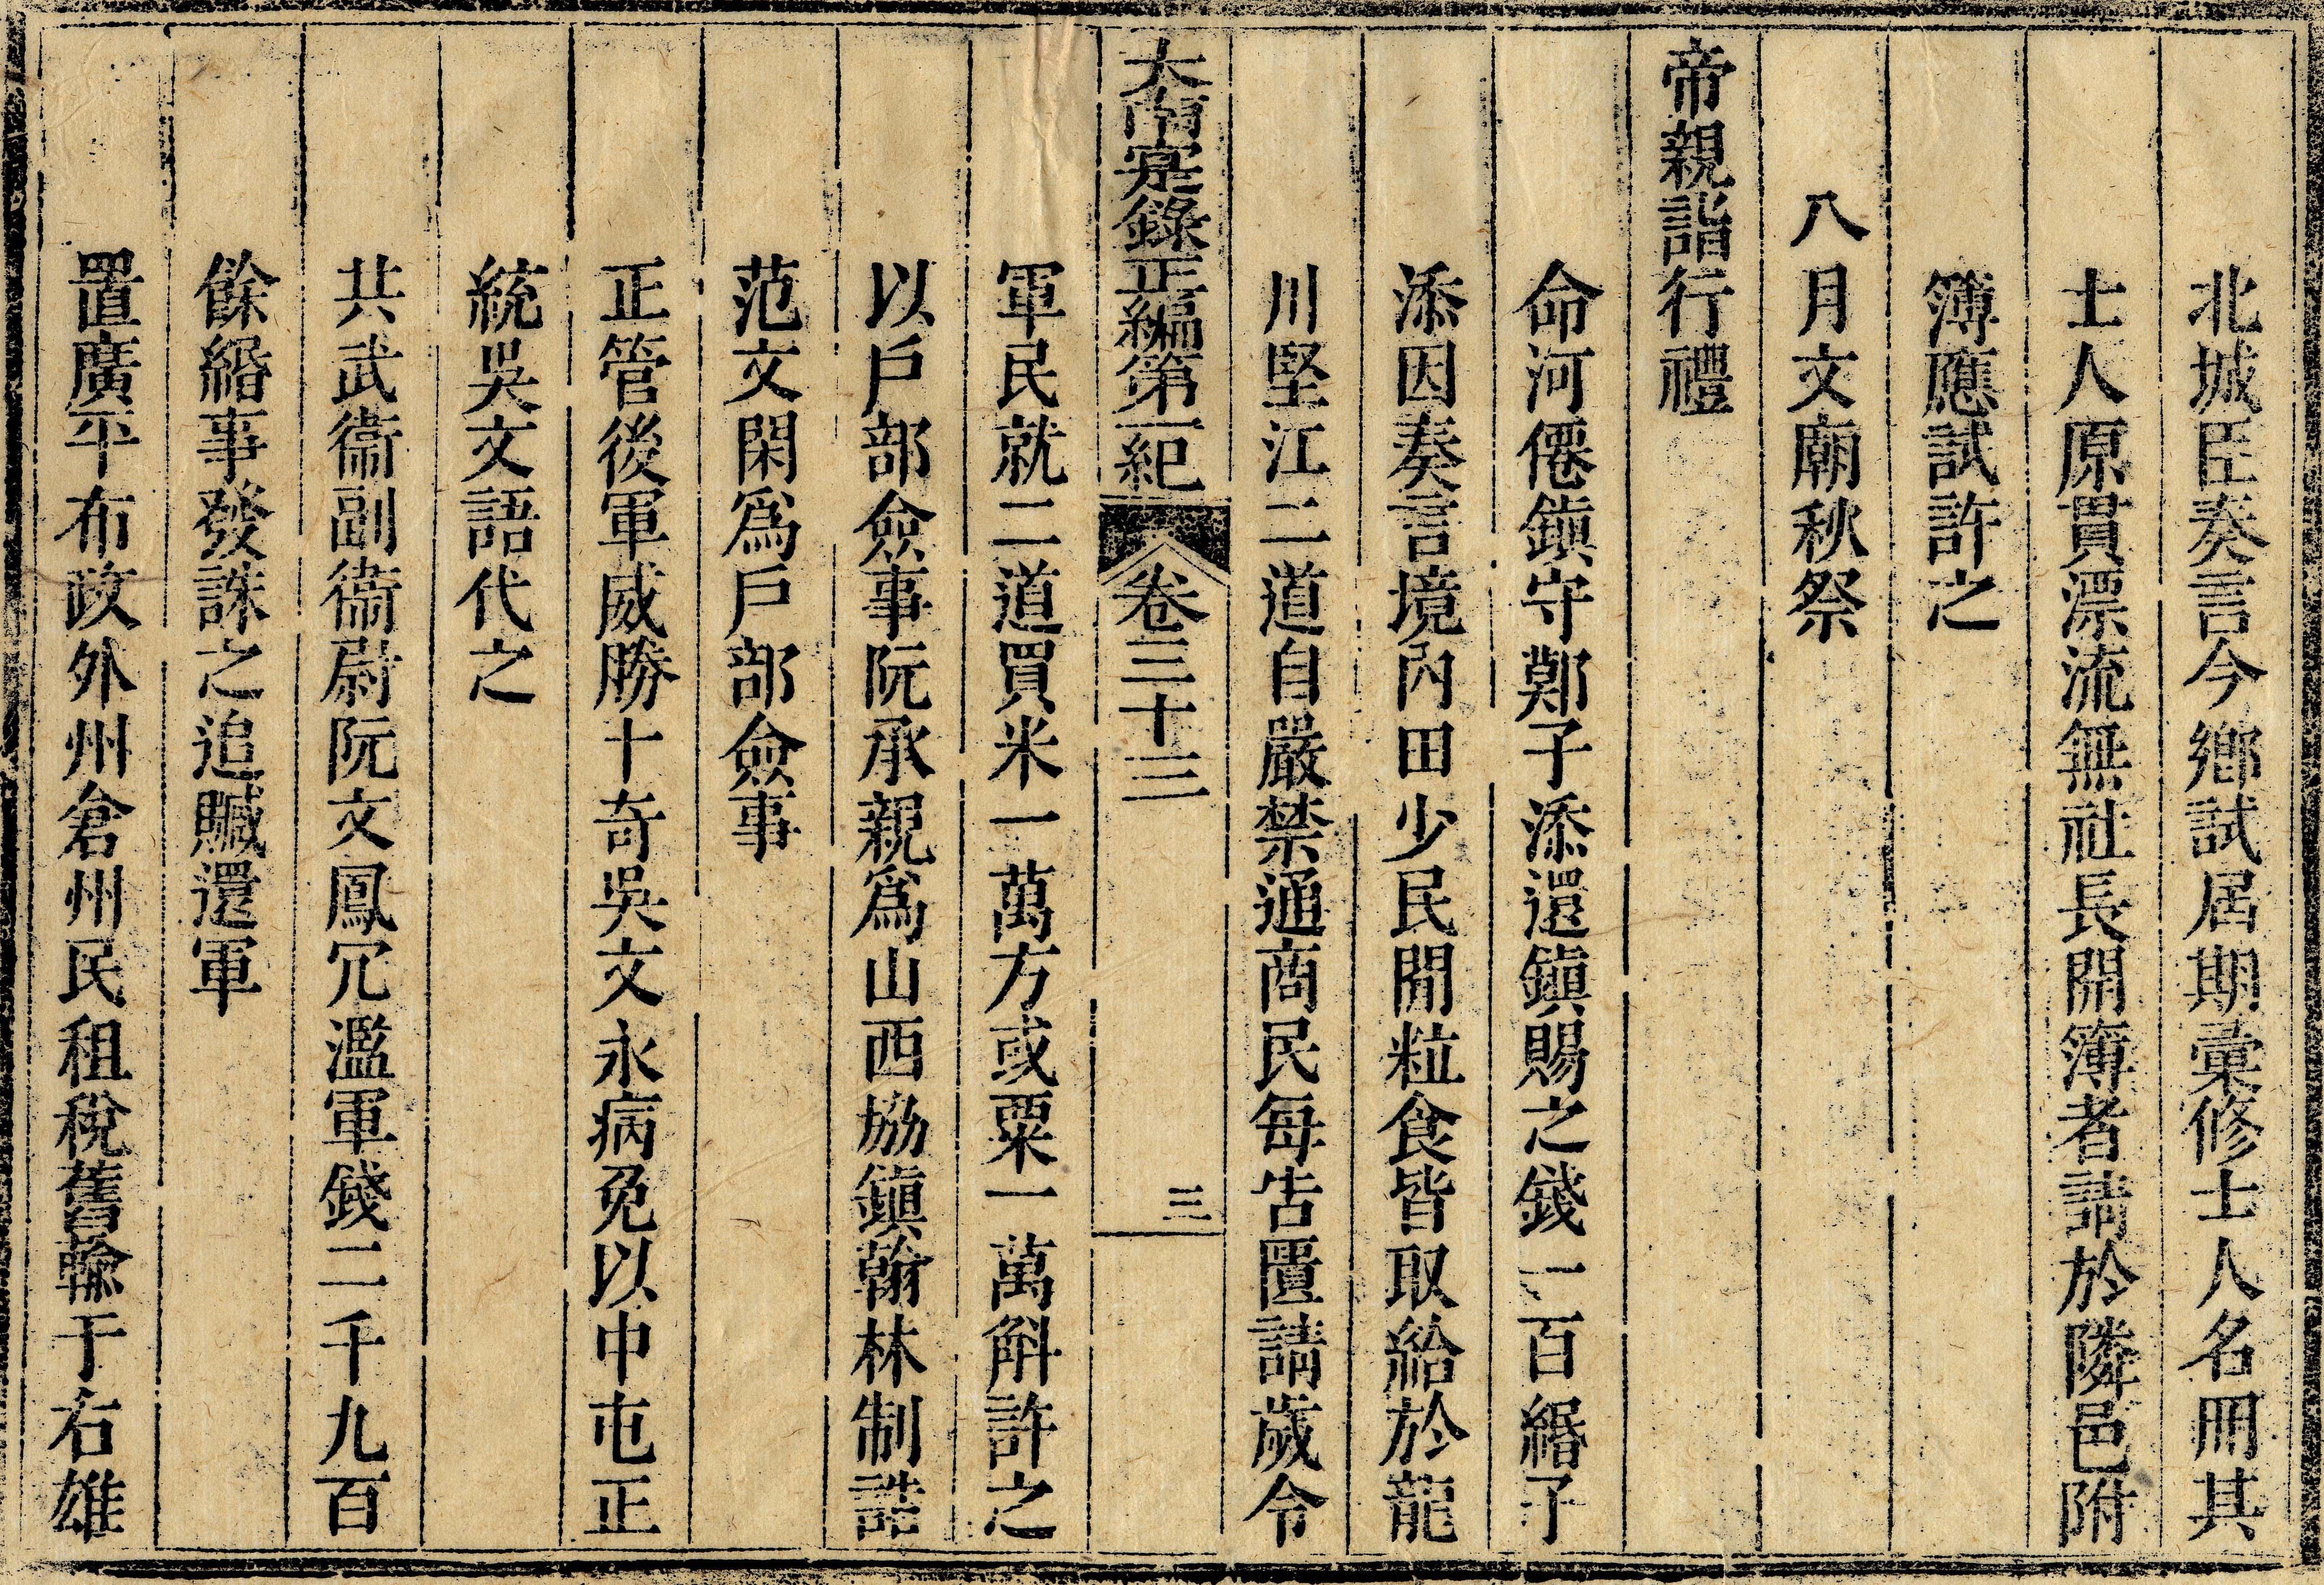 北城臣奏言今鄉試屆期彙修士人名冊其
士人原貫漂流無社長開簿者請於隣邑附
簿應試許之
八月文廟秋祭
帝親詣行禮
命河僊鎮守鄭子添還鎮賜之錢一百緡子
添因奏言境內田少民閒粒食皆取給於龍
川堅江二道自嚴禁通商民每告匱請歲令
大南寔錄正編第一紀 卷三十三 三
軍民就二道買米一萬方或粟一萬斛許之
以戶部僉事阮承親爲山西協鎮翰林制誥
范文閑爲戶部僉事
正管後軍威勝十奇吳文永病免以中屯正
統吳文語代之
共武衞副衞尉阮文鳳冗濫軍錢二千九百
餘緡事發誅之追贓還軍
置廣平布政外州倉州民租稅舊輸于右雄